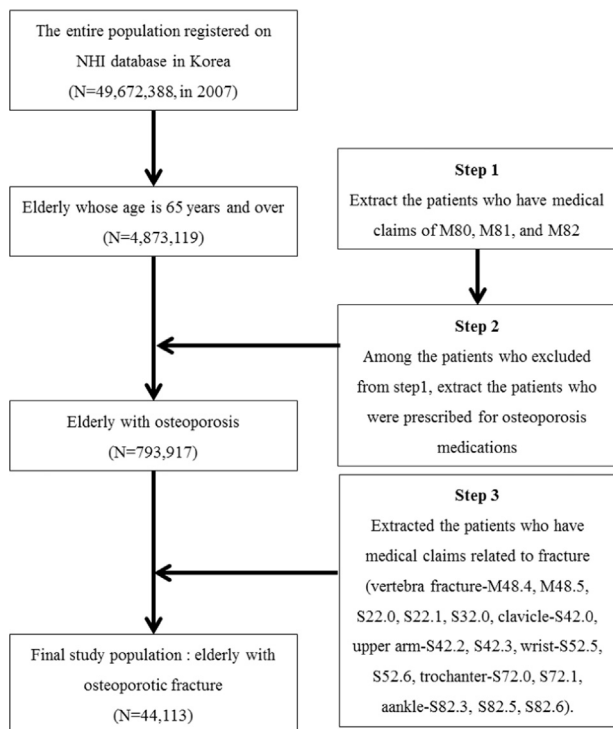 The entire population registered on
NHI database in Korea
(N=49,672,388, in 2007)
Elderly whose age is 65 years and over
(N=4,873,119)
Step 1
Extract the patients who have medical
claims of M80, M81, and M82
Step 2
Among the patients who excluded
from step1, extract the patients who
were prescribed for osteoporosis
medications
Elderly with osteoporosis
(N=793,917)
Step 3
Extracted the patients who have
medical claims related to fracture
(vertebra fracture-M48.4, M48.5,
S22.0, S22.1, S32.0, clavicle-S42.0,
upper arm-S42.2, S42.3, wrist-S52.5,
S52.6, trochanter-S72.0, S72.1,
aankle-S82.3, S82.5, S82.6).
Final study population : elderly with
osteoporotic fracture
(N=44,113)